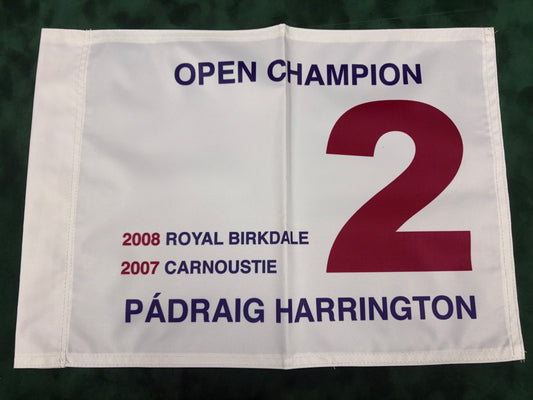 OPEN CHAMPION
2
2008 ROYAL BIRKDALE
2007 CARNOUSTIE
PÁDRAIG HARRINGTON